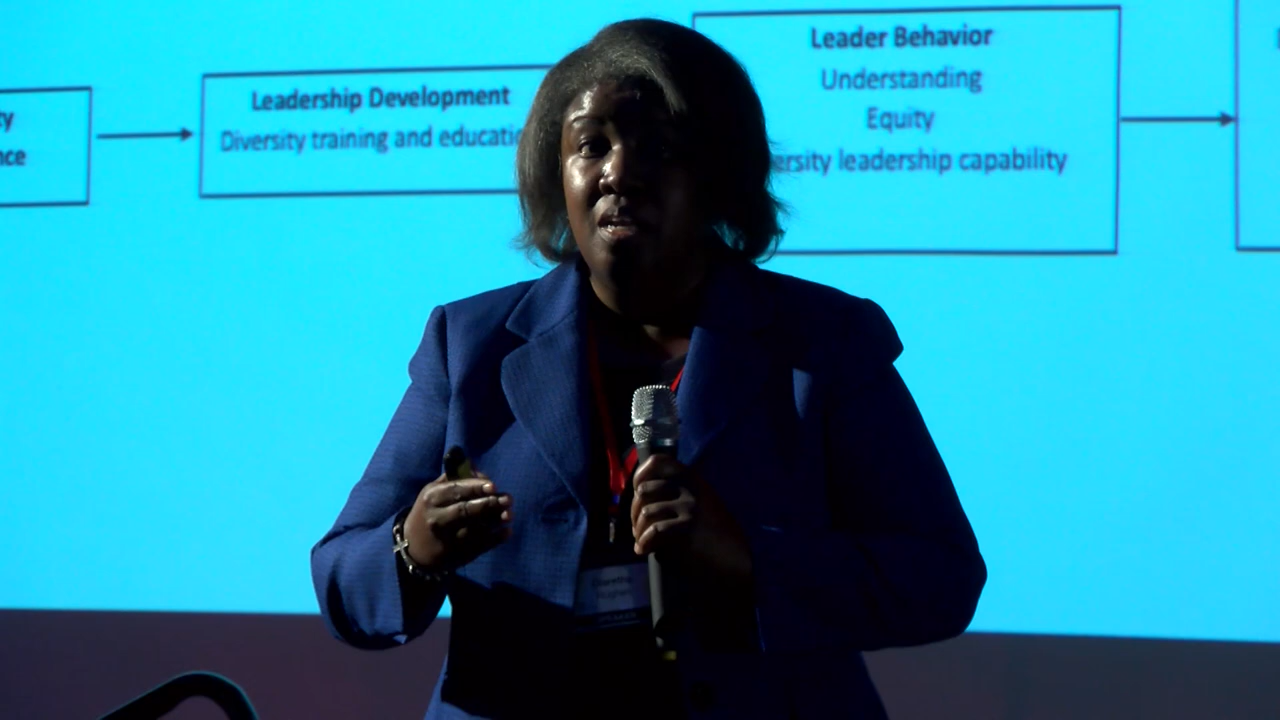 ty
nce
Leadership Development
Diversity training and educatio
Leader Behavior
Understanding
Equity
ersity leadership capability